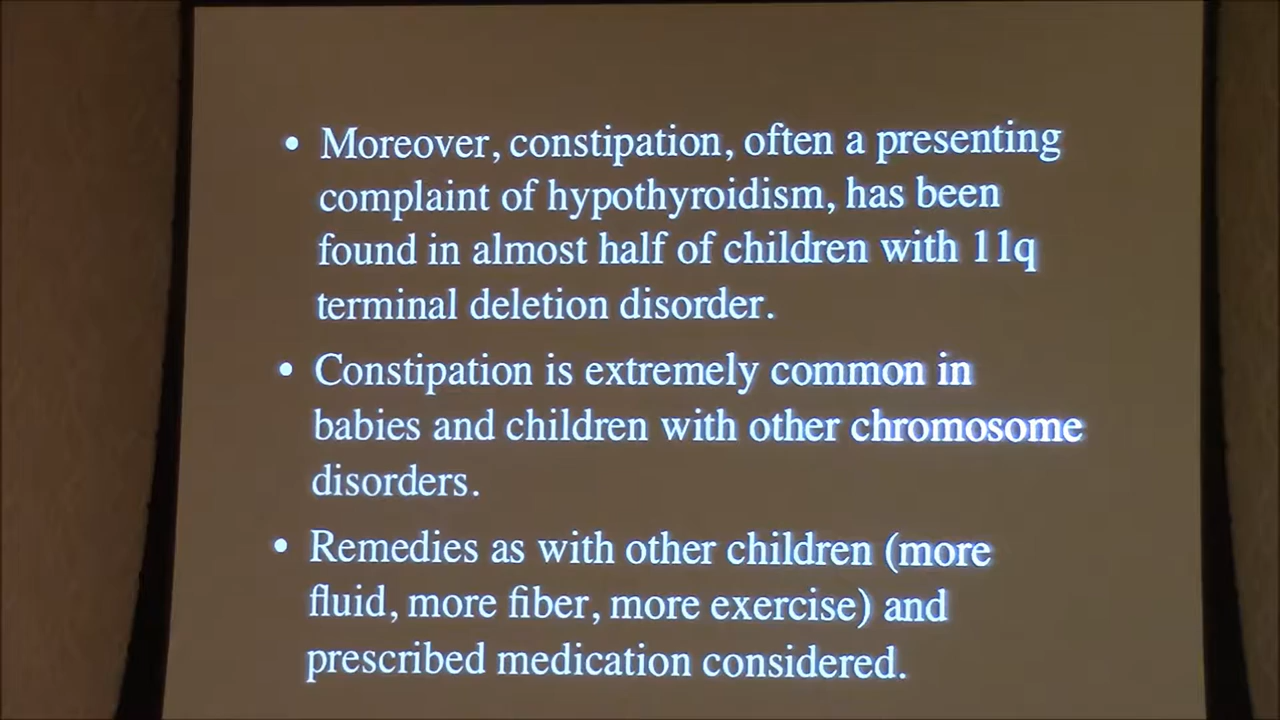 • Moreover, constipation, often a presenting
complaint of hypothyroidism, has been
found in almost half of children with 11q
terminal deletion disorder.
• Constipation is extremely common in
babies and children with other chromosome
disorders.
• Remedies as with other children (more
fluid, more fiber, more exercise) and
prescribed medication considered.